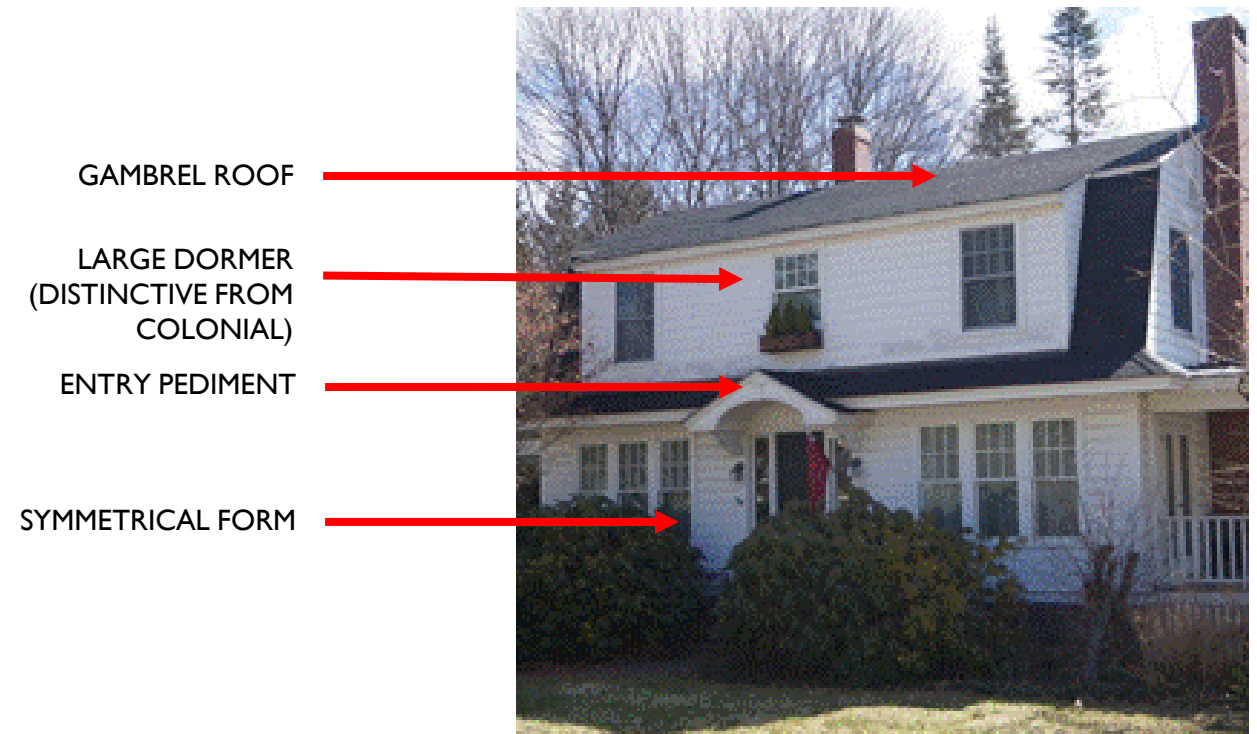 GAMBREL ROOF
LARGE DORMER
(DISTINCTIVE FROM
COLONIAL)
ENTRY PEDIMENT
SYMMETRICAL FORM